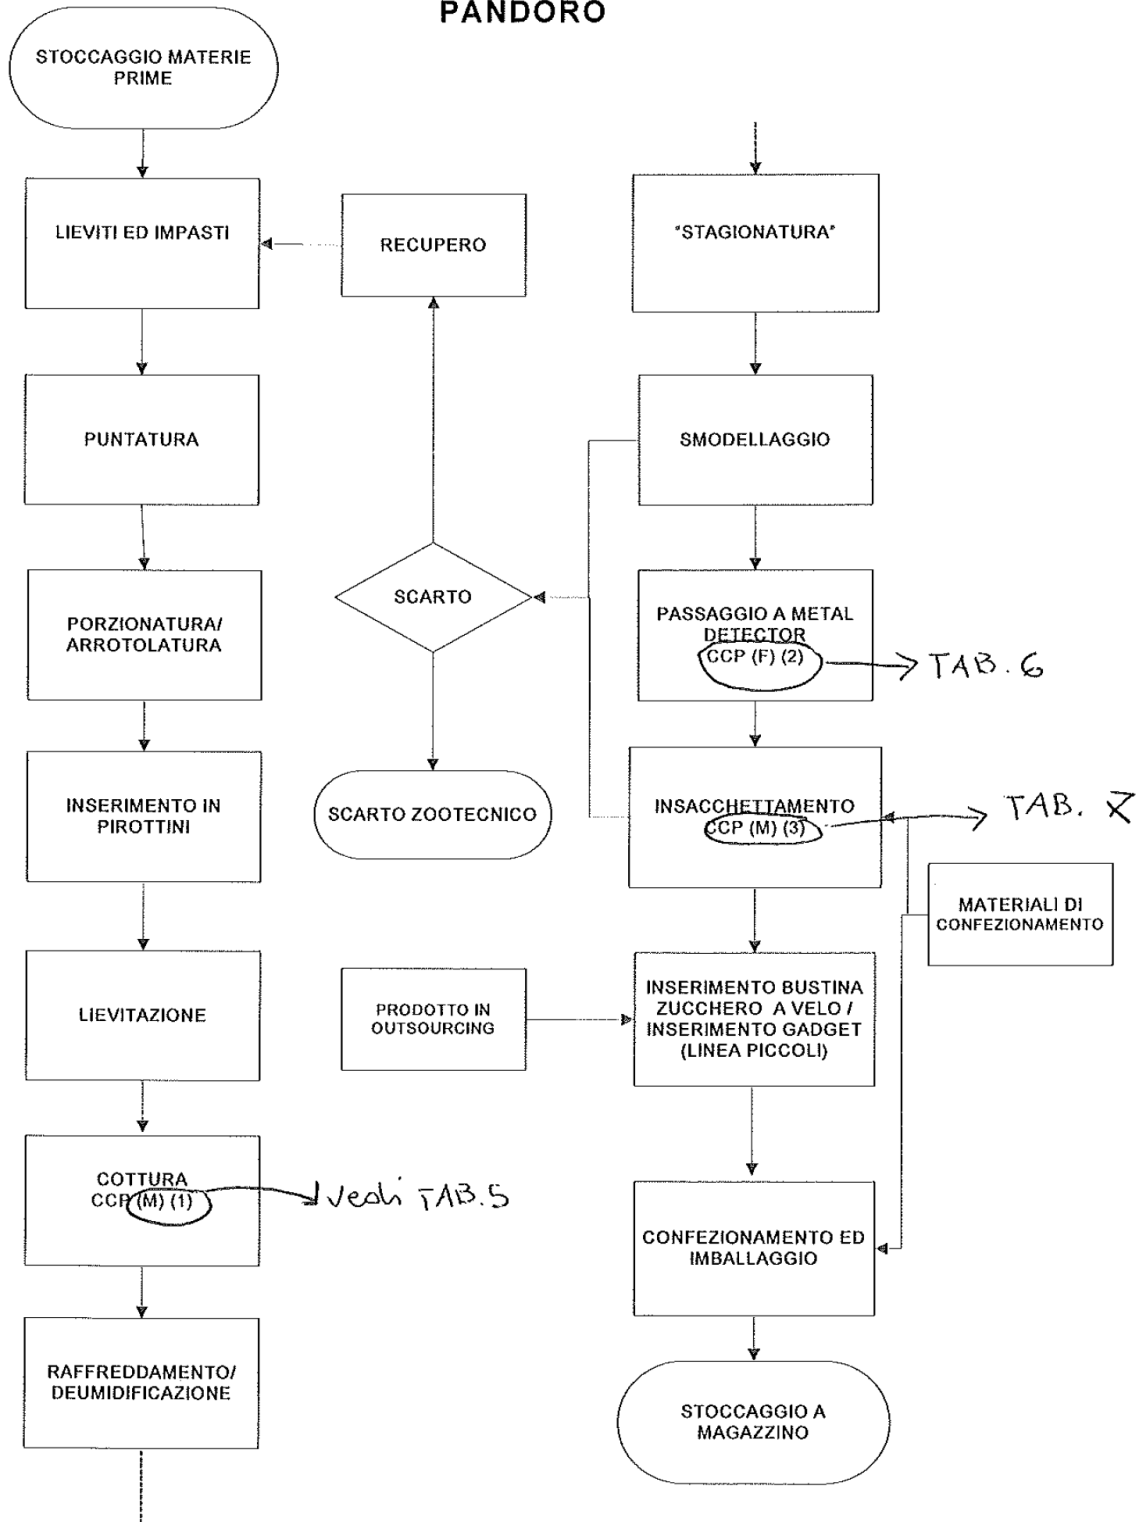 PANDORO
STOCCAGGIO MATERIE
PRIME
LIEVITI ED IMPASTI
RECUPERO
"STAGIONATURA"
PUNTATURA
SMODELLAGGIO
PORZIONATURA/
ARROTOLATURA
SCARTO
PASSAGGIO A METAL
DETECTOR
CCP (F) (2)
TAB. 6
INSERIMENTO IN
PIROTTINI
SCARTO ZOOTECNICO
INSACCHETTAMENTO
CCP (M) (3)
TAB. 7
MATERIALI DI
CONFEZIONAMENTO
LIEVITAZIONE
PRODOTTO IN
OUTSOURCING
INSERIMENTO BUSTINA
ZUCCHERO A VELO /
INSERIMENTO GADGET
(LINEA PICCOLI)
COTTURA
CCP (M) (1)
vedi TAB.5
CONFEZIONAMENTO ED
IMBALLAGGIO
RAFFREDDAMENTO/
DEUMIDIFICAZIONE
STOCCAGGIO A
MAGAZZINO